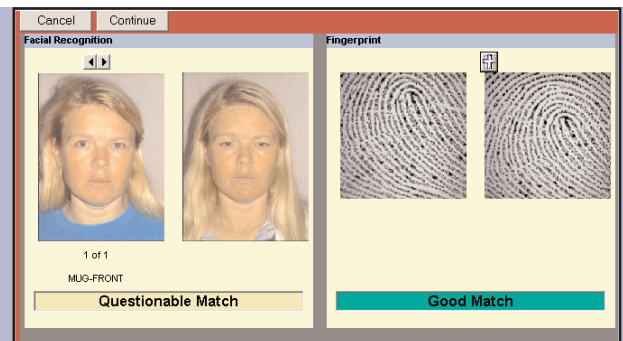 Cancel Continue
Facial Recognition
Fingerprint
1 of 1
MUG-FRONT
Questionable Match
Good Match